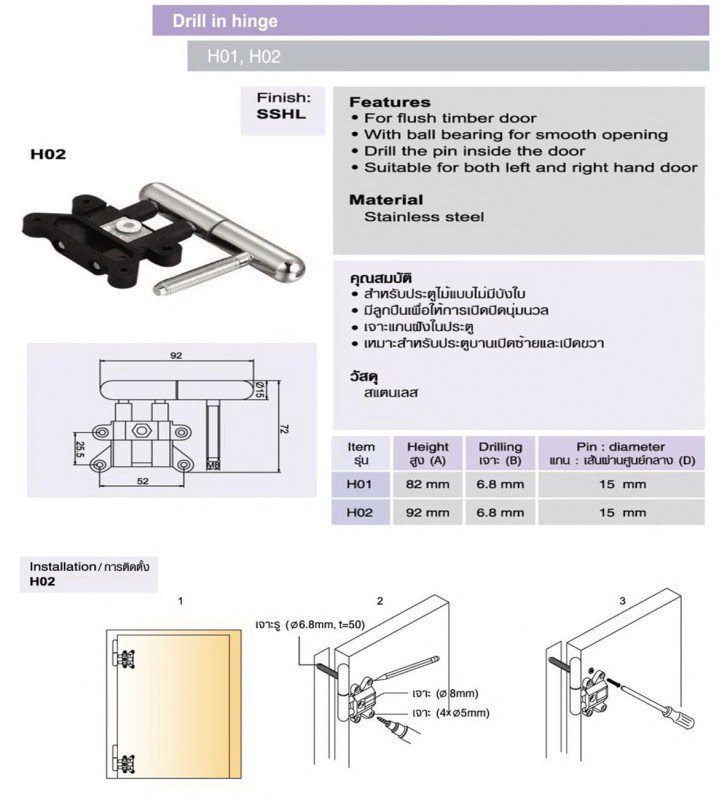 Drill in hinge
H01, H02
Finish:
SSHL
H02
Features
• For flush timber door
• With ball bearing for smooth opening
• Drill the pin inside the door
• Suitable for both left and right hand door
Material
Stainless steel
คุณสมบัติ
• สำหรับประตูไม้แบบไม่มีบังใบ
• มีลูกปืนเพื่อให้การเปิดปิดนุ่มนวล
• เจาะแกนฝังในประตู
• เหมาะสำหรับประตูบานเปิดซ้ายและเปิดขวา
วัสดุ
สแตนเลส
92
Ø15
72
25.5
52
Item Height Drilling Pin : diameter
รุ่น สูง (A) เจาะ (B) แกน : เส้นผ่านศูนย์กลาง (D)
H01 82 mm 6.8 mm 15 mm
H02 92 mm 6.8 mm 15 mm
Installation/การติดตั้ง
H02
1 2 3
เจาะรู (Ø6.8mm, t=50)
เจาะ (Ø8mm)
เจาะ (4xØ5mm)